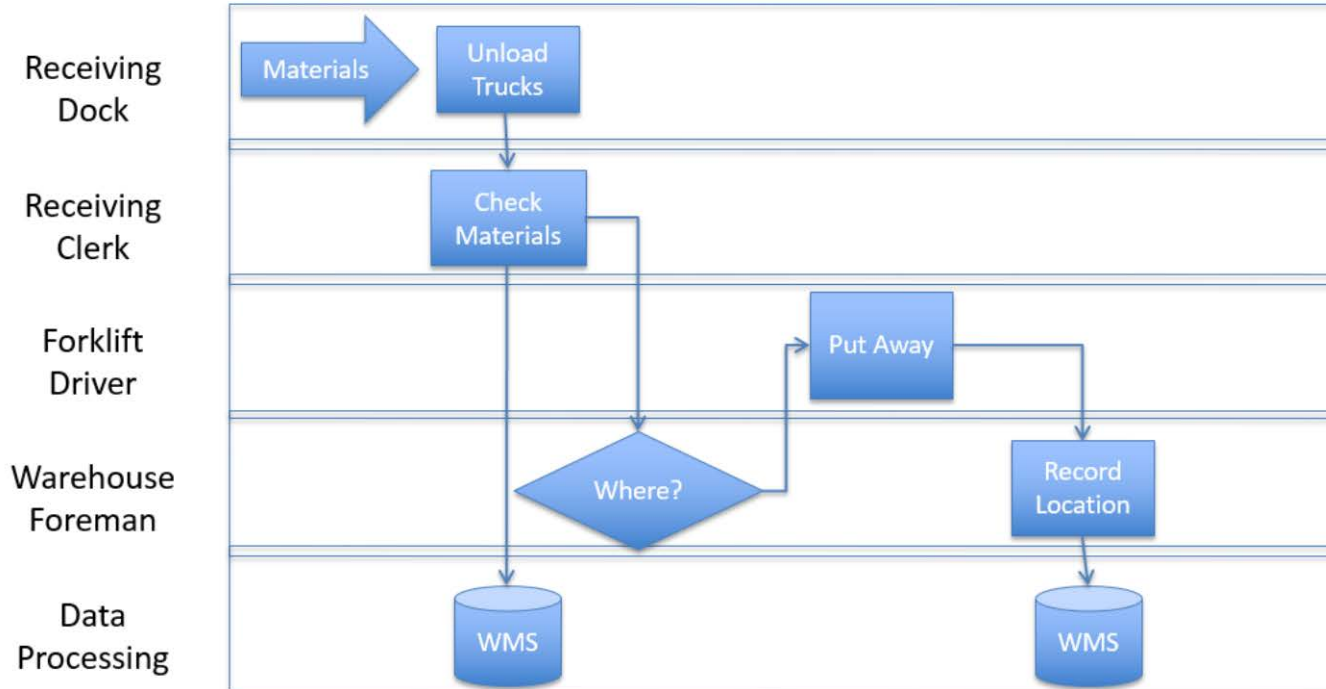 Receiving
Dock
Materials
Unload
Trucks
Receiving
Clerk
Check
Materials
Forklift
Driver
Put Away
Warehouse
Foreman
Where?
Record
Location
Data
Processing
WMS
WMS